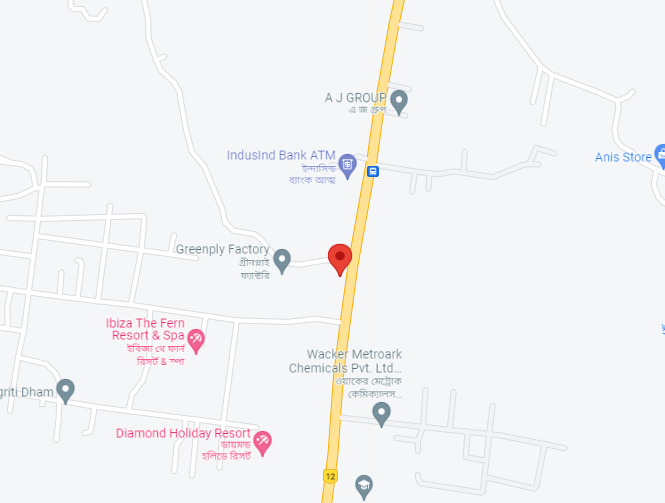 A J GROUP
এ জে গ্রুপ
IndusInd Bank ATM
ইন্দাসিন্ড
ব্যাংক আত্ম
Anis Store
Greenply Factory
গ্রীনপ্লাই
ফ্যাক্টরি
Ibiza The Fern
Resort & Spa
ইবিজা থে ফার্ন
রিসর্ট & স্পা
Wacker Metroark
Chemicals Pvt. Ltd...
ওয়াকের মেট্রোক
কেমিক্যালস...
griti Dham
Diamond Holiday Resort
ডায়মন্ড
হলিডে রিসর্ট
12